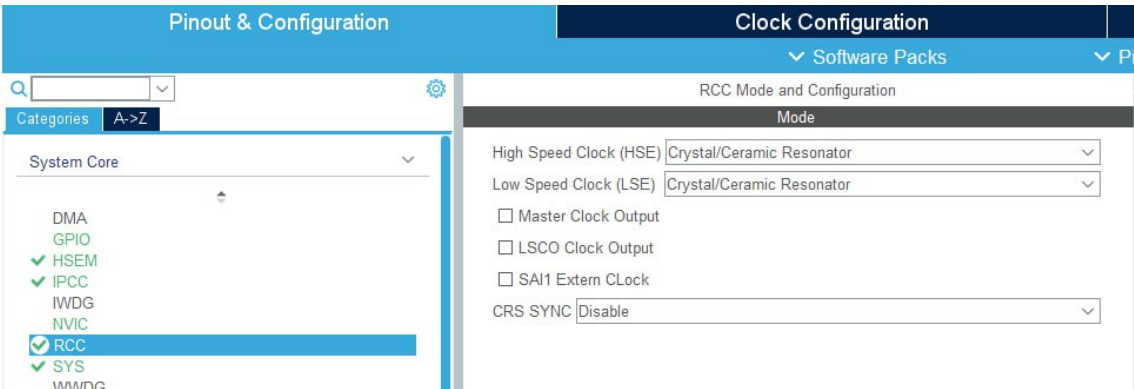 Pinout & Configuration
Clock Configuration
Software Packs
Pi
Categories
A->Z
System Core
DMA
GPIO
HSEM
IPCC
IWDG
NVIC
RCC
SYS
WWDG
RCC Mode and Configuration
Mode
High Speed Clock (HSE) Crystal/Ceramic Resonator
Low Speed Clock (LSE) Crystal/Ceramic Resonator
Master Clock Output
LSCO Clock Output
SAI1 Extern CLock
CRS SYNC Disable